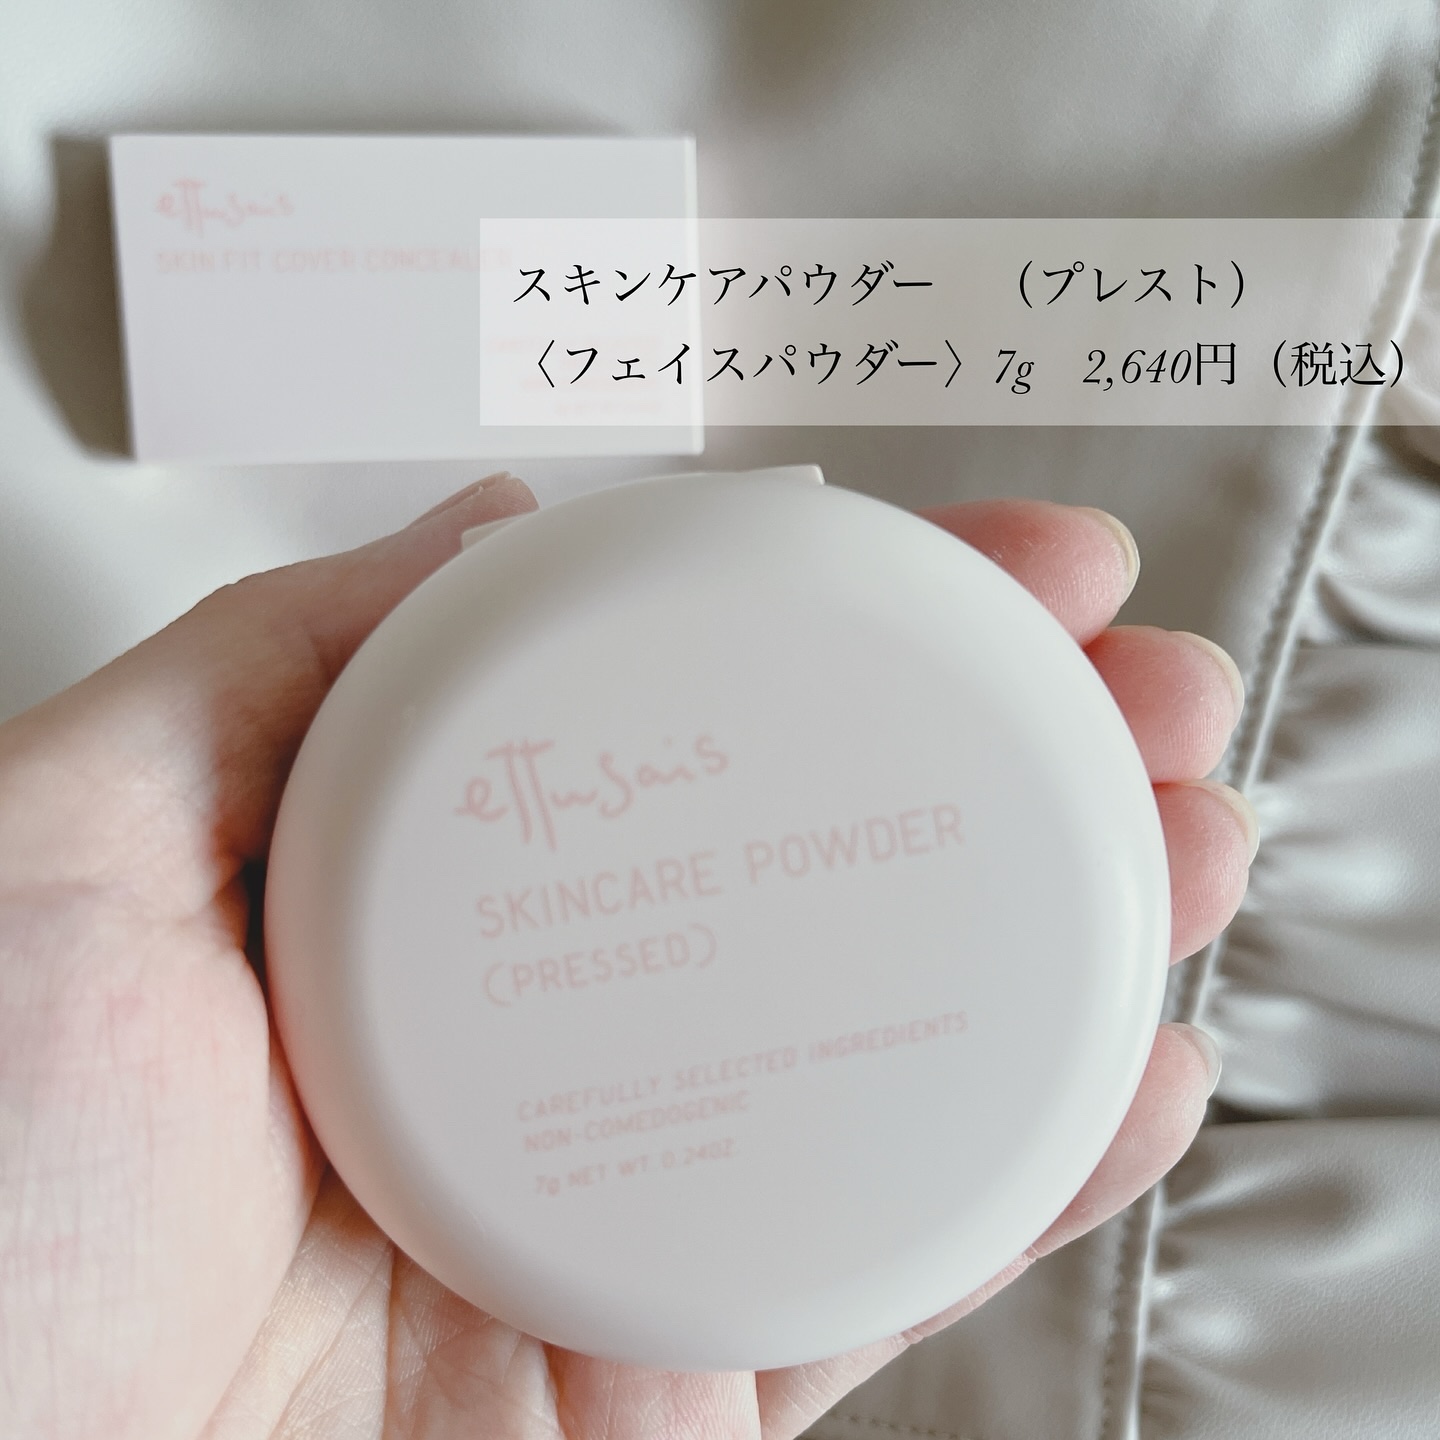 ettusais
SKIN FIT COVER CONCEALER
スキンケアパウダー （プレスト）
〈フェイスパウダー〉7g 2,640円（税込）
ettusais
SKINCARE POWDER
(PRESSED)
CAREFULLY SELECTED INGREDIENTS
NON-COMEDOGENIC
7g NET WT. 0.24OZ.